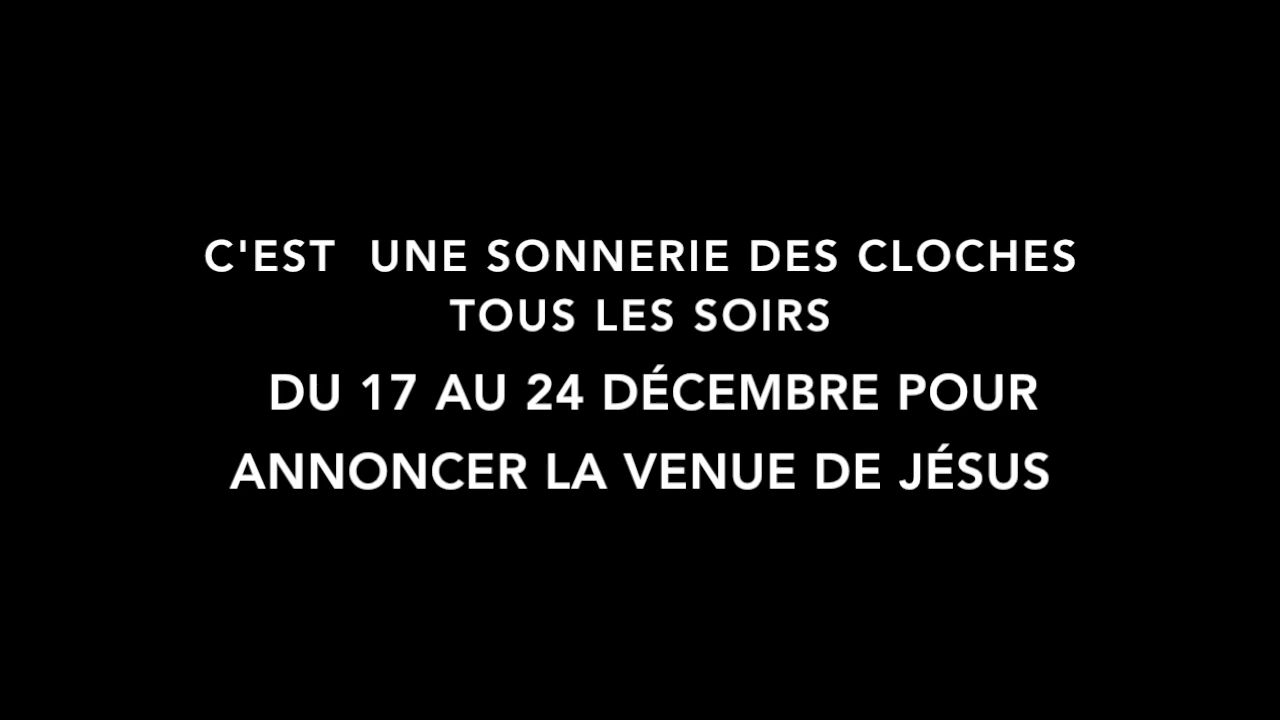 C'EST  UNE SONNERIE DES CLOCHES
TOUS LES SOIRS
DU 17 AU 24 DÉCEMBRE POUR
ANNONCER LA VENUE DE JÉSUS